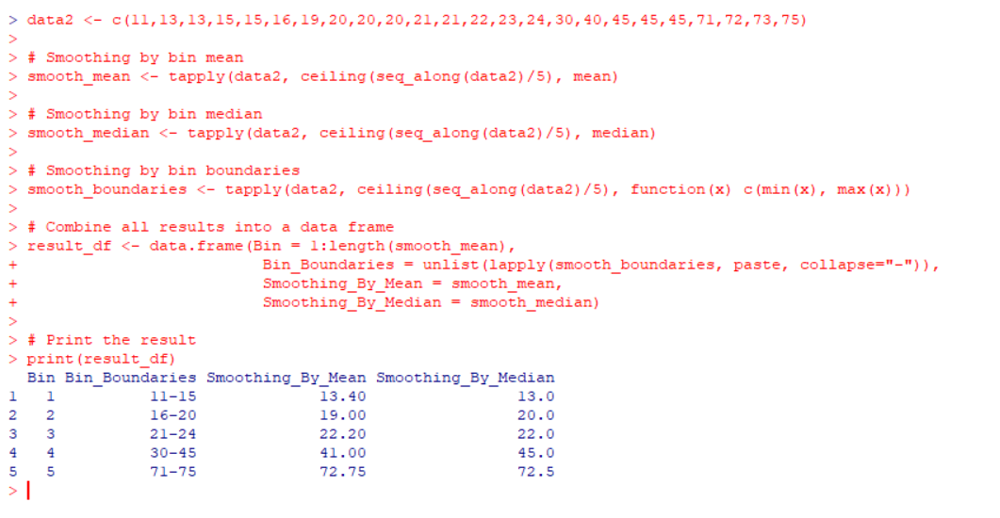 > data2 <- c(11,13,13,15,15,16,19,20,20,20,21,21,22,23,24,30,40,45,45,45,71,72,73,75)
>
> # Smoothing by bin mean
> smooth_mean <- tapply(data2, ceiling(seq_along(data2)/5), mean)
>
> # Smoothing by bin median
> smooth_median <- tapply(data2, ceiling(seq_along(data2)/5), median)
>
> # Smoothing by bin boundaries
> smooth_boundaries <- tapply(data2, ceiling(seq_along(data2)/5), function(x) c(min(x), max(x)))
>
> # Combine all results into a data frame
> result_df <- data.frame(Bin = 1:length(smooth_mean),
+                         Bin_Boundaries = unlist(lapply(smooth_boundaries, paste, collapse="-")),
+                         Smoothing_By_Mean = smooth_mean,
+                         Smoothing_By_Median = smooth_median)
>
> # Print the result
> print(result_df)
  Bin Bin_Boundaries Smoothing_By_Mean Smoothing_By_Median
1   1          11-15             13.40                13.0
2   2          16-20             19.00                20.0
3   3          21-24             22.20                22.0
4   4          30-45             41.00                45.0
5   5          71-75             72.75                72.5
>